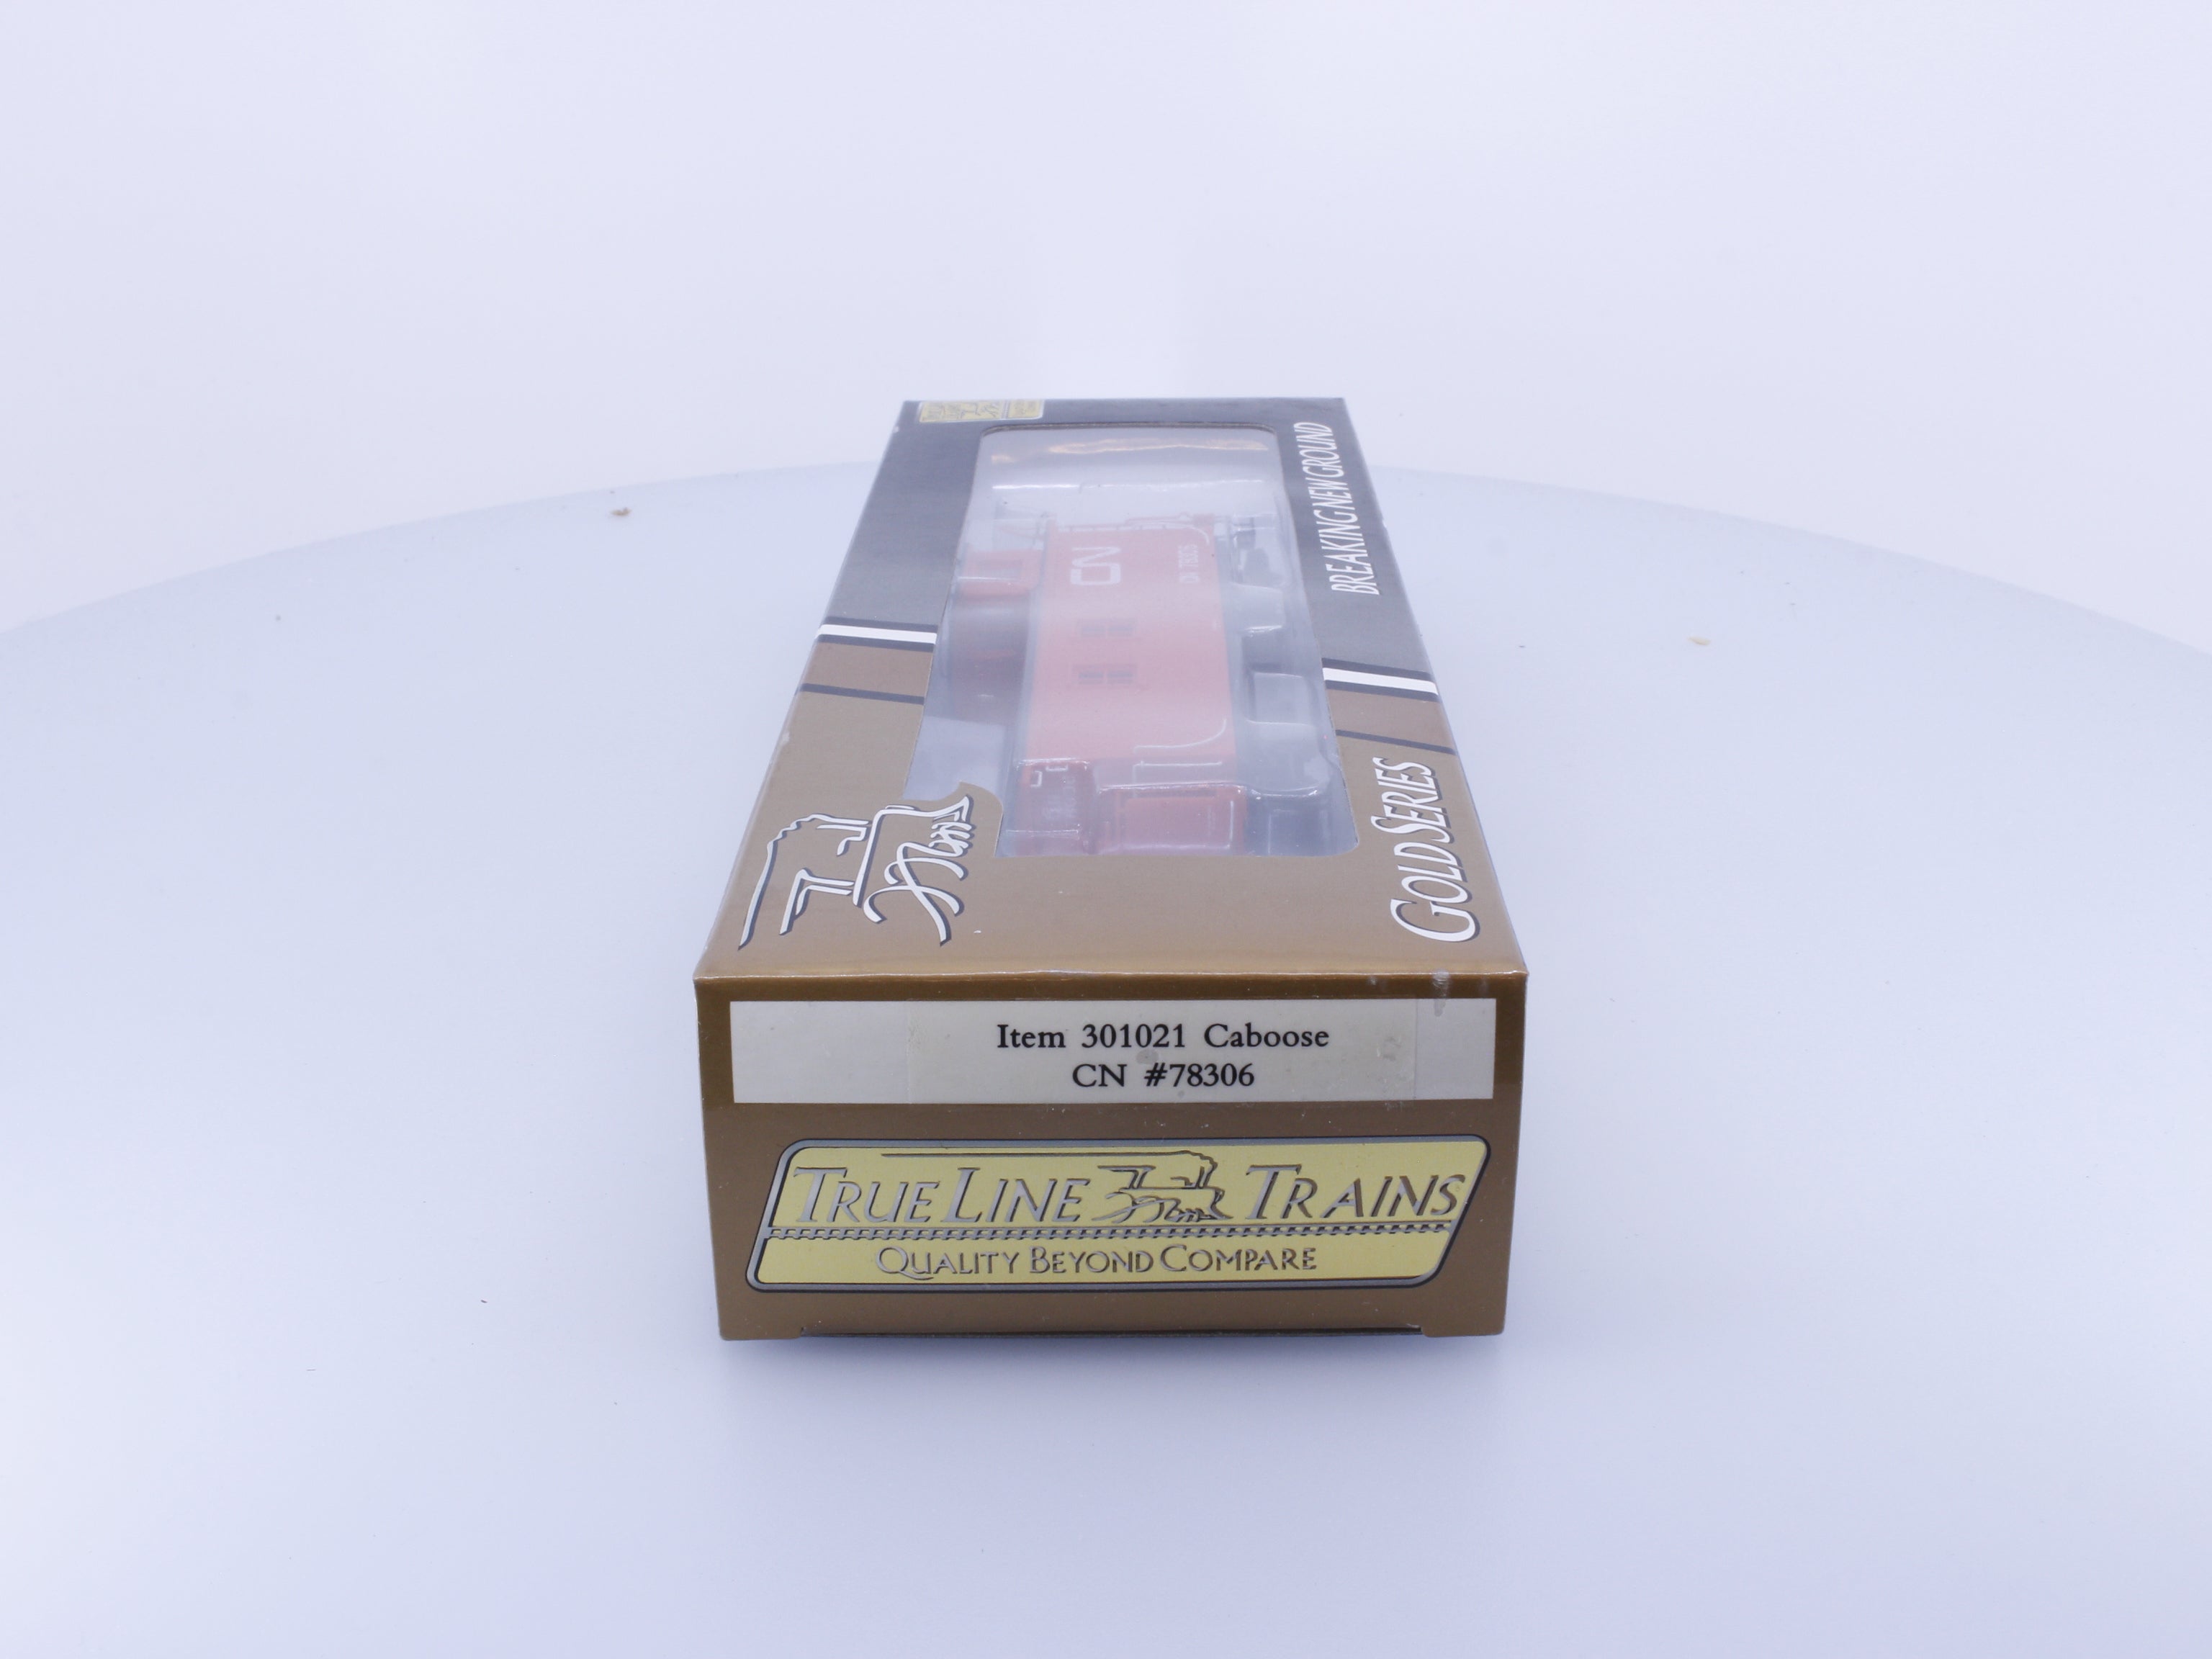 BREAKING NEW GROUND
CN
GOLD SERIES
Item 301021 Caboose
CN #78306
TRUE LINE TRAINS
QUALITY BEYOND COMPARE